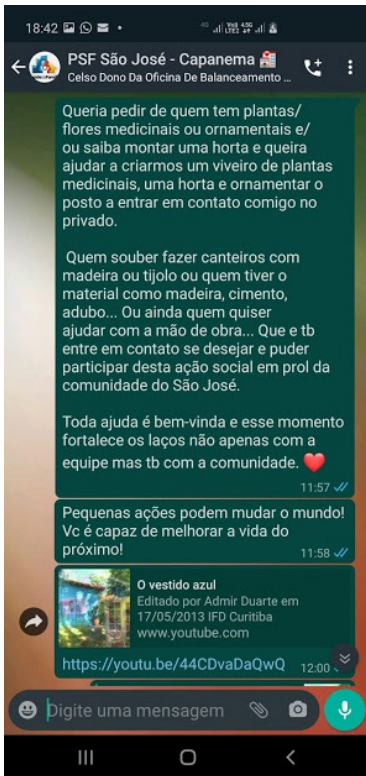 18:42
PSF São José - Capanema
Celso Dono Da Oficina De Balanceamento ...
Queria pedir de quem tem plantas/
flores medicinais ou ornamentais e/
ou saiba montar uma horta e queira
ajudar a criarmos um viveiro de plantas
medicinais, uma horta e ornamentar o
posto a entrar em contato comigo no
privado.
Quem souber fazer canteiros com
madeira ou tijolo ou quem tiver o
material como madeira, cimento,
adubo... Ou ainda quem quiser
ajudar com a mão de obra... Que e tb
entre em contato se desejar e puder
participar desta ação social em prol da
comunidade do São José.
Toda ajuda é bem-vinda e esse momento
fortalece os laços não apenas com a
equipe mas tb com a comunidade. ❤️
11:57
Pequenas ações podem mudar o mundo!
Vc é capaz de melhorar a vida do
próximo!
11:58
O vestido azul
Editado por Admir Duarte em
17/05/2013 IFD Curitiba
www.youtube.com
https://youtu.be/44CDvaDaQwQ
12:00
Digite uma mensagem